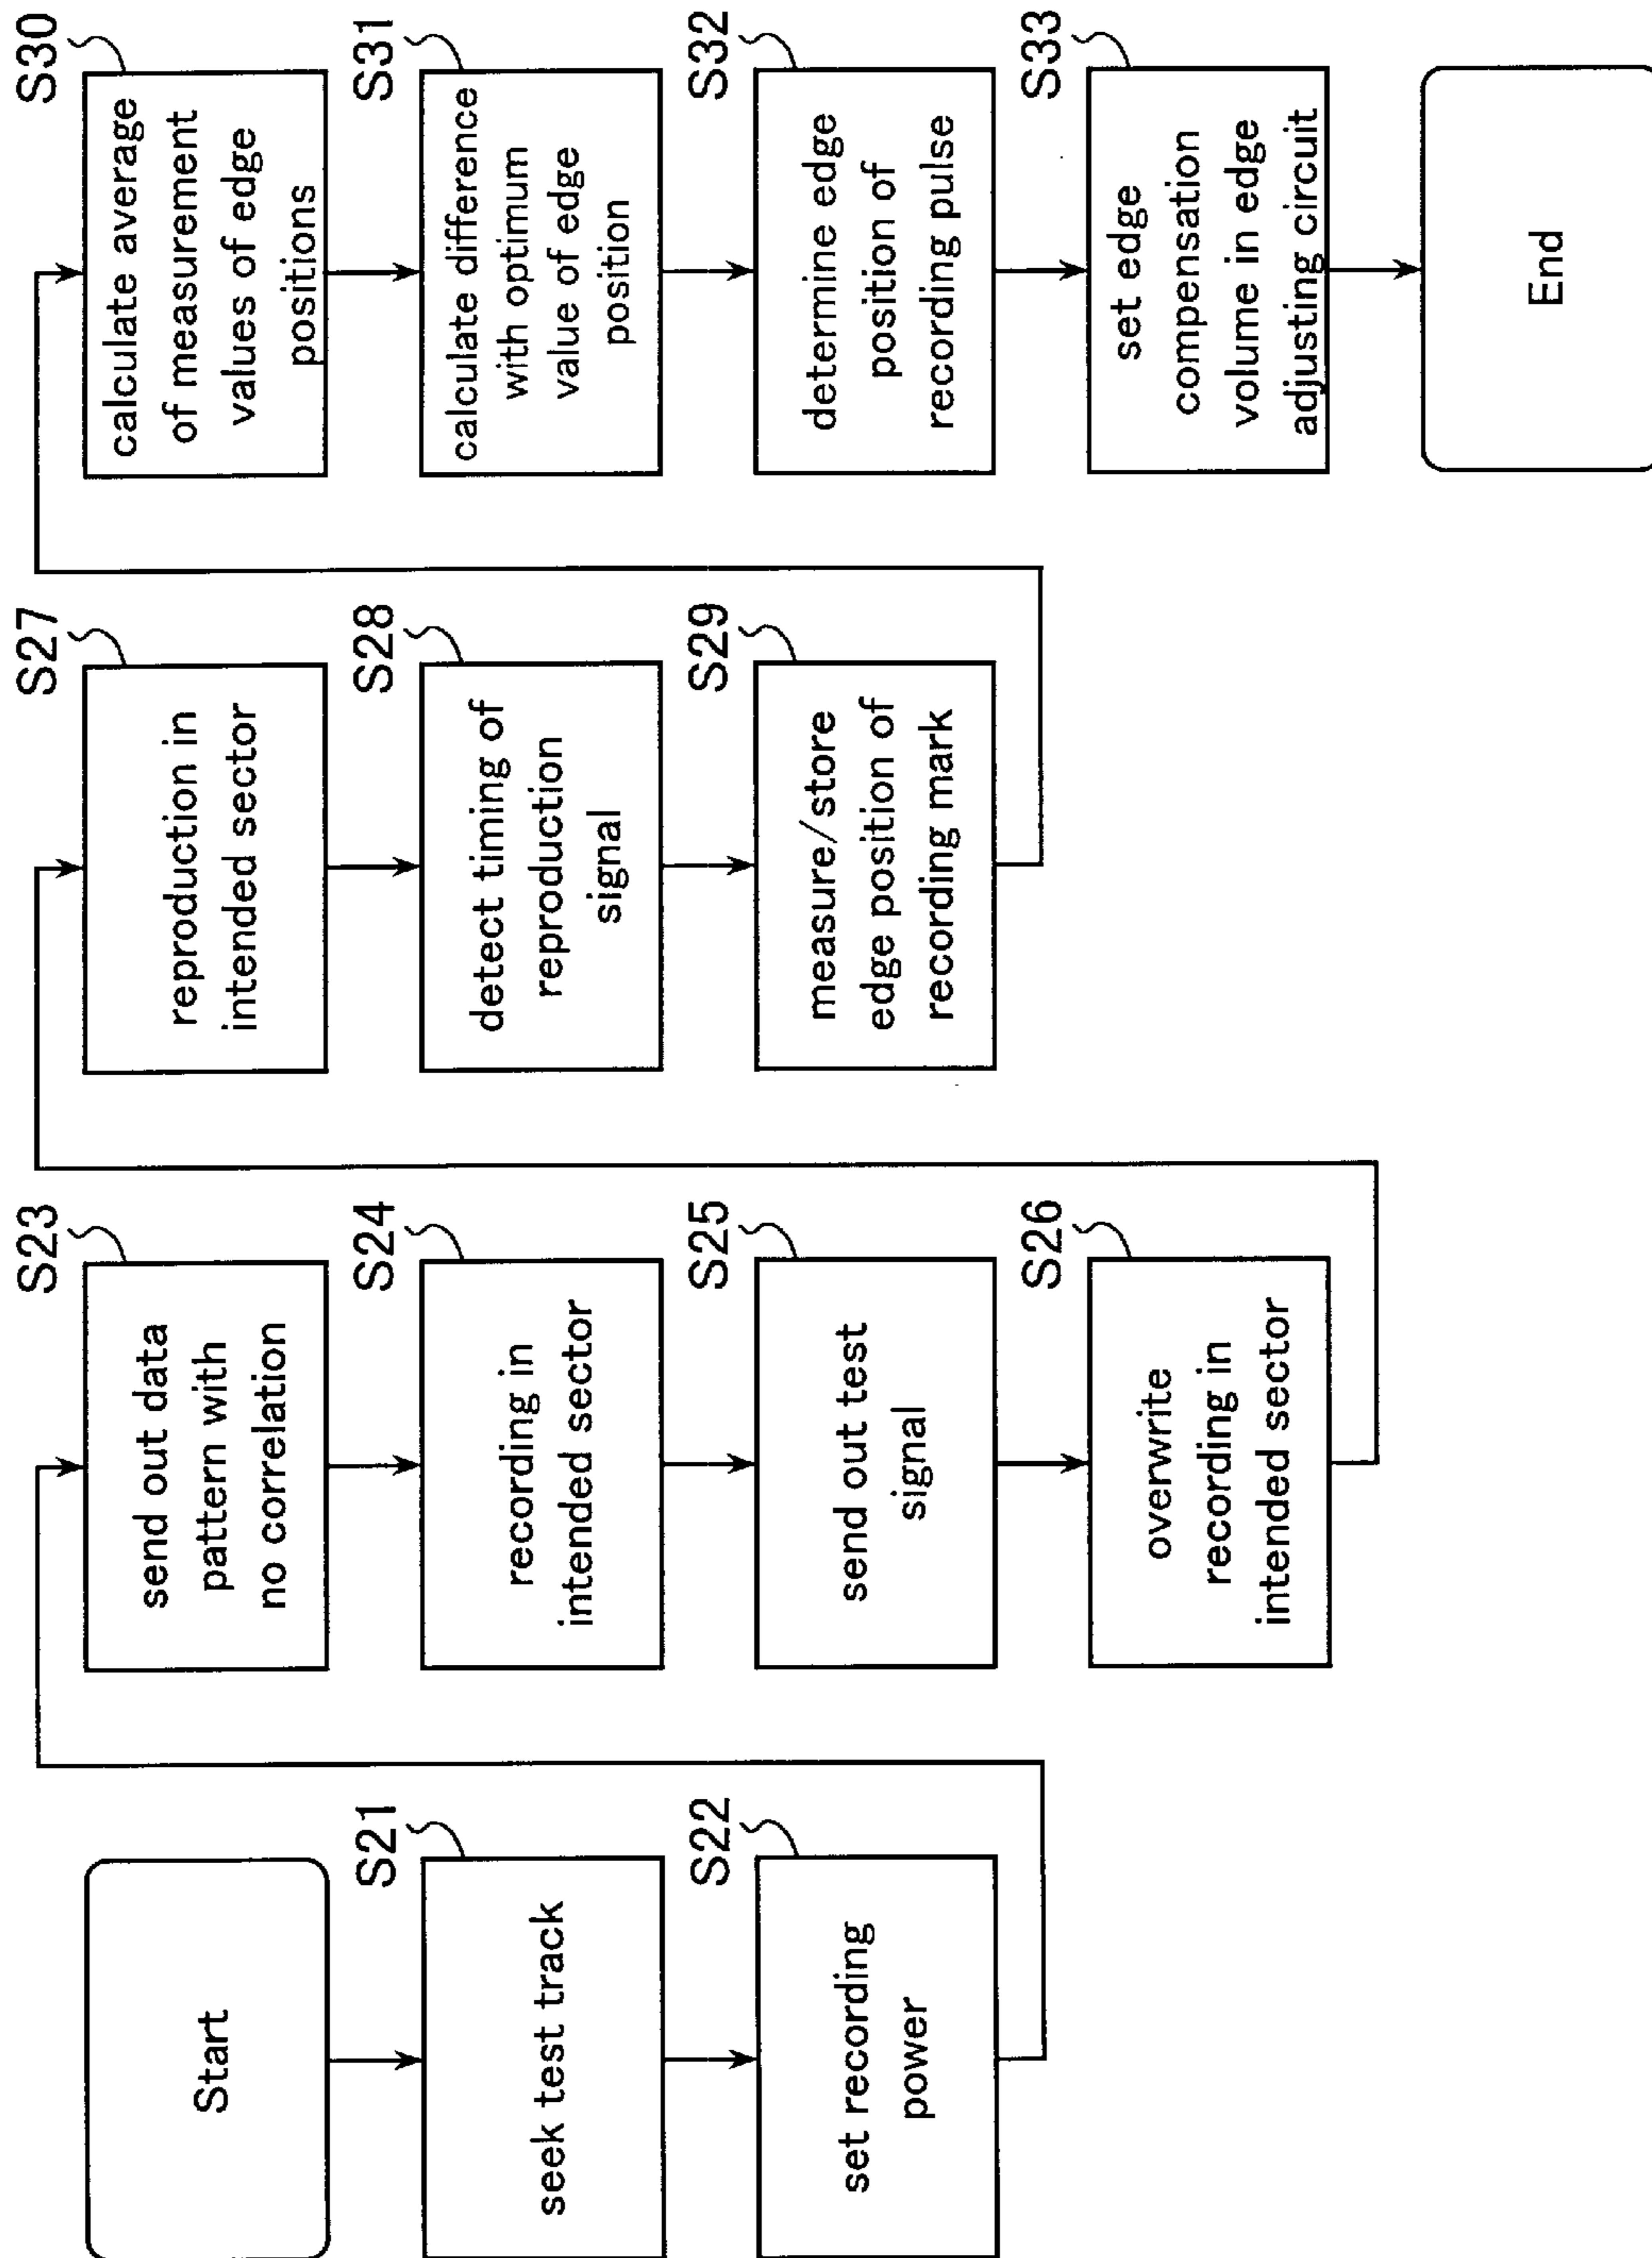 Start
S21
seek test track
S22
set recording
power
S23
send out data
pattern with
no correlation
S24
recording in
intended sector
S25
send out test
signal
S26
overwrite
recording in
intended sector
S27
reproduction in
intended sector
S28
detect timing of
reproduction
signal
S29
measure/store
edge position of
recording mark
S30
calculate average
of measurement
values of edge
positions
S31
calculate difference
with optimum
value of edge
position
S32
determine edge
position of
recording pulse
S33
set edge
compensation
volume in edge
adjusting circuit
End